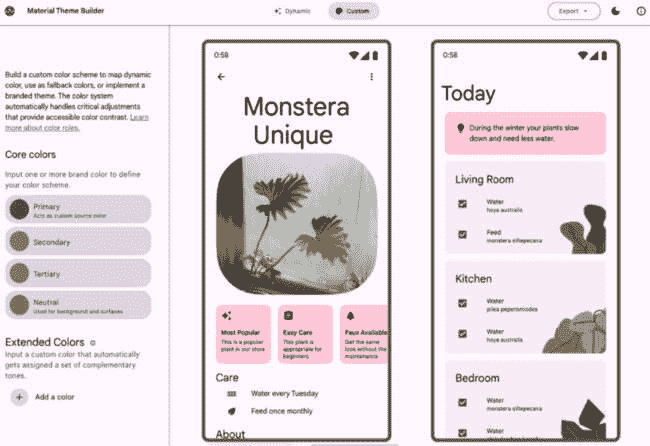 Material Theme Builder
Dynamic
Custom
Export
Build a custom color scheme to map dynamic
color, use as fallback colors, or implement a
branded theme. The color system
automatically handles critical adjustments
that provide accessible color contrast. Learn
more about color roles.
Core colors
Input one or more brand color to define
your color scheme.
Primary
Acts as custom source color
Secondary
Tertiary
Neutral
Used for background and surfaces
Extended Colors
Input a custom color that automatically
gets assigned a set of complementary
tones.
Add a color
0:58
Monstera
Unique
Most Popular
This is a popular
plant in our store
Easy Care
This plant is
appropriate for
beginners
Faux Available
Get the same
look without the
maintenance
Care
Water every Tuesday
Feed once monthly
About
0:58
Today
During the winter your plants slow
down and need less water.
Living Room
Water
hoya australis
Feed
monstera siltepecana
Kitchen
Water
pilea peperomiodes
Water
hoya australis
Bedroom
Water
monstera siltepecana
Water